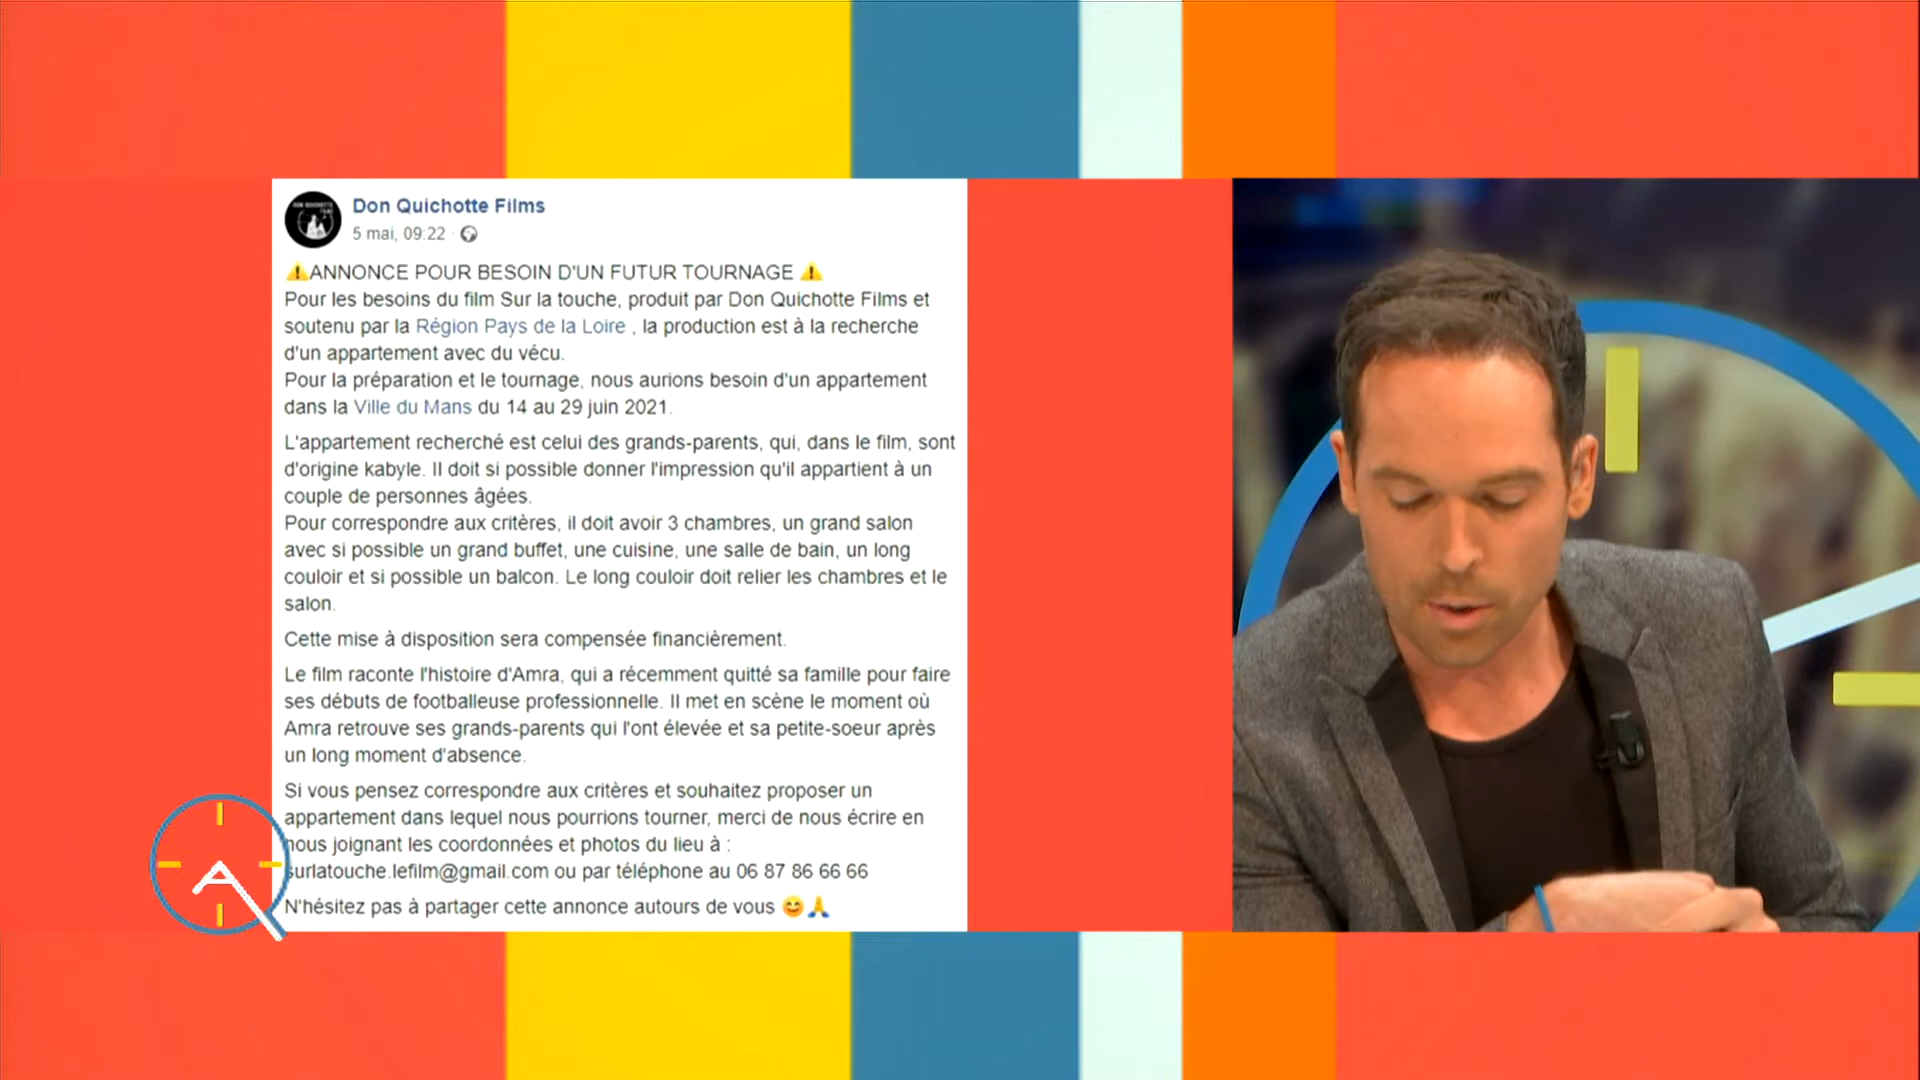 Don Quichotte Films
5 mai, 09:22 ·
⚠️ANNONCE POUR BESOIN D'UN FUTUR TOURNAGE ⚠️
Pour les besoins du film Sur la touche, produit par Don Quichotte Films et
soutenu par la Région Pays de la Loire , la production est à la recherche
d'un appartement avec du vécu.
Pour la préparation et le tournage, nous aurions besoin d'un appartement
dans la Ville du Mans du 14 au 29 juin 2021.
L'appartement recherché est celui des grands-parents, qui, dans le film, sont
d'origine kabyle. Il doit si possible donner l'impression qu'il appartient à un
couple de personnes âgées.
Pour correspondre aux critères, il doit avoir 3 chambres, un grand salon
avec si possible un grand buffet, une cuisine, une salle de bain, un long
couloir et si possible un balcon. Le long couloir doit relier les chambres et le
salon.
Cette mise à disposition sera compensée financièrement.
Le film raconte l'histoire d'Amra, qui a récemment quitté sa famille pour faire
ses débuts de footballeuse professionnelle. Il met en scène le moment où
Amra retrouve ses grands-parents qui l'ont élevée et sa petite-soeur après
un long moment d'absence.
Si vous pensez correspondre aux critères et souhaitez proposer un
appartement dans lequel nous pourrions tourner, merci de nous écrire en
nous joignant les coordonnées et photos du lieu à :
surlatouche.lefilm@gmail.com ou par téléphone au 06 87 86 66 66
N'hésitez pas à partager cette annonce autours de vous 😊🙏